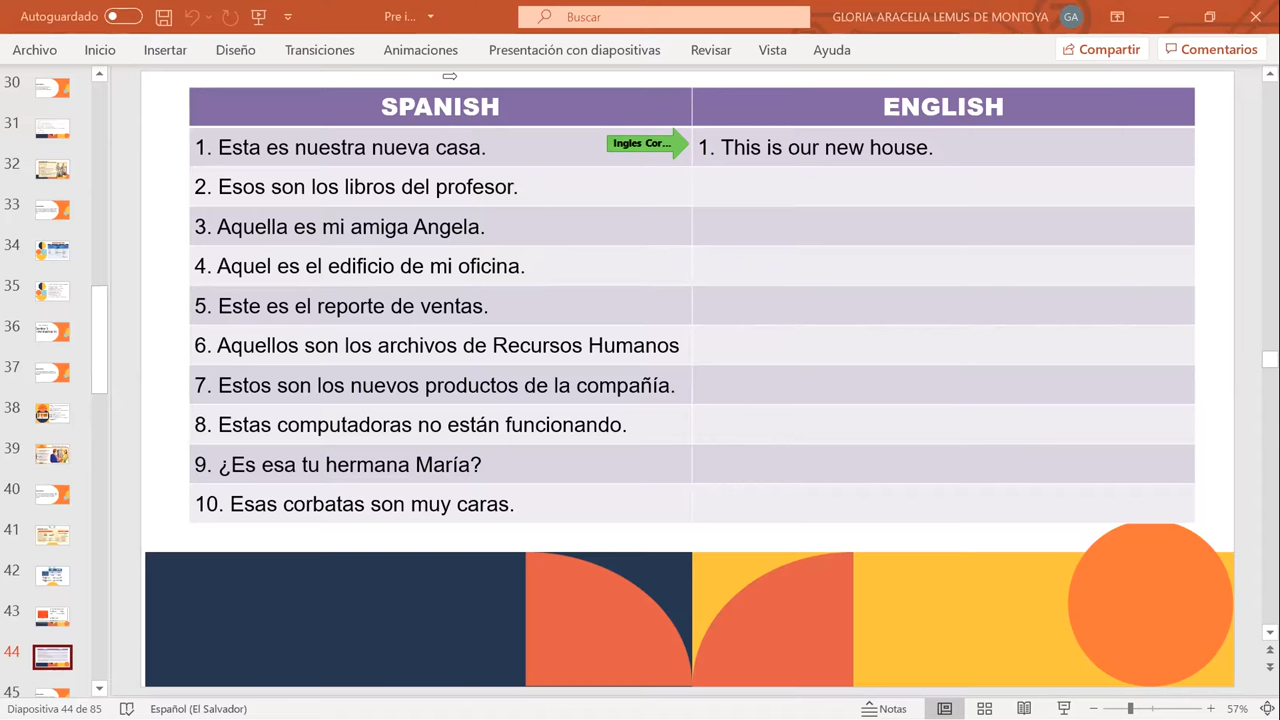 Autoguardado
Pre i...
Buscar
GLORIA ARACELIA LEMUS DE MONTOYA
GA
Archivo
Inicio
Insertar
Diseño
Transiciones
Animaciones
Presentación con diapositivas
Revisar
Vista
Ayuda
Compartir
Comentarios
30
31
32
33
34
35
36
37
38
39
40
41
42
43
44
45
SPANISH
ENGLISH
1. Esta es nuestra nueva casa.
Ingles Cor...
1. This is our new house.
2. Esos son los libros del profesor.
3. Aquella es mi amiga Angela.
4. Aquel es el edificio de mi oficina.
5. Este es el reporte de ventas.
6. Aquellos son los archivos de Recursos Humanos
7. Estos son los nuevos productos de la compañía.
8. Estas computadoras no están funcionando.
9. ¿Es esa tu hermana María?
10. Esas corbatas son muy caras.
Diapositiva 44 de 85
Español (El Salvador)
Notas
57%